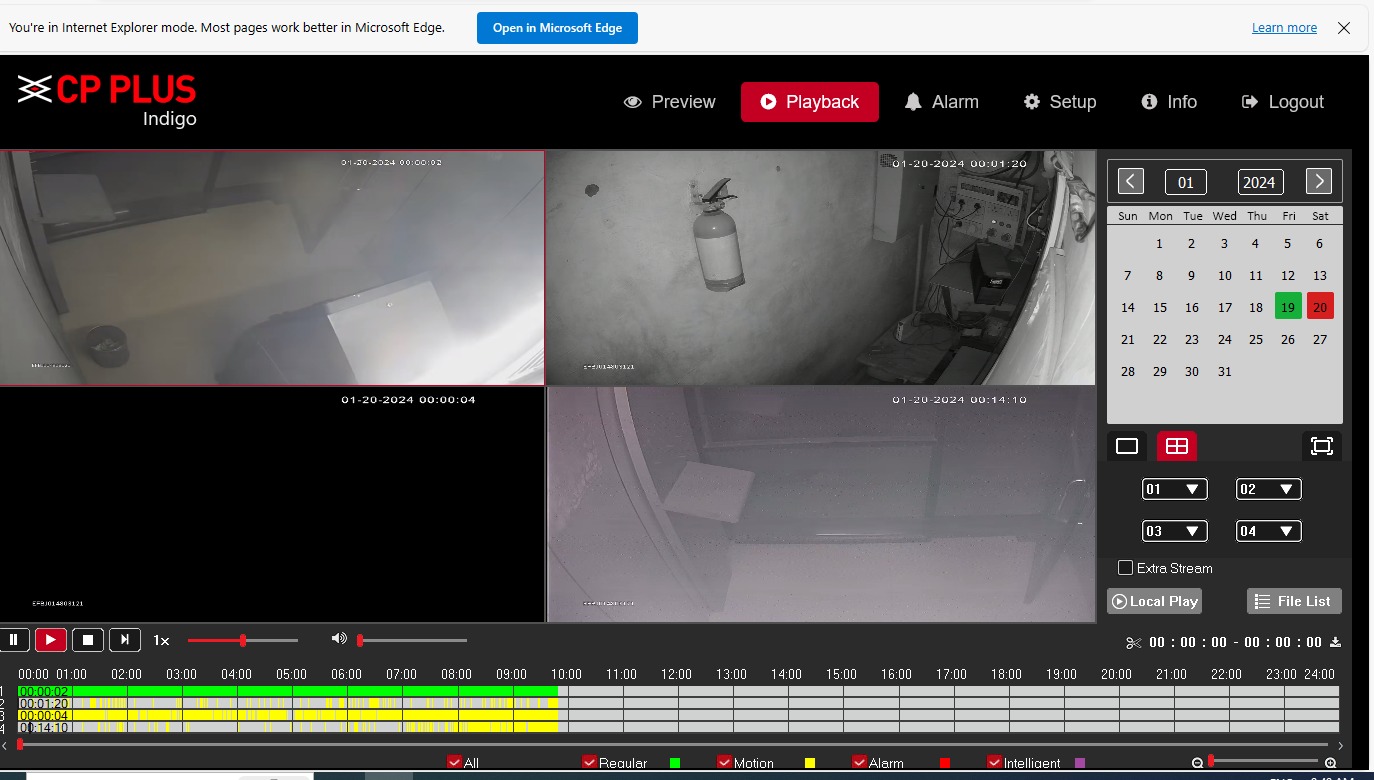 You're in Internet Explorer mode. Most pages work better in Microsoft Edge. Open in Microsoft Edge Learn more
CP PLUS
Indigo
Preview Playback Alarm Setup Info Logout
01-20-2024 00:00:02
01-20-2024 00:01:20
01 2024
Sun Mon Tue Wed Thu Fri Sat
1 2 3 4 5 6
7 8 9 10 11 12 13
14 15 16 17 18 19 20
21 22 23 24 25 26 27
28 29 30 31
01-20-2024 00:00:04
01-20-2024 00:14:10
01 02
03 04
Extra Stream
Local Play File List
1x
00 : 00 : 00 - 00 : 00 : 00
00:00 01:00 02:00 03:00 04:00 05:00 06:00 07:00 08:00 09:00 10:00 11:00 12:00 13:00 14:00 15:00 16:00 17:00 18:00 19:00 20:00 21:00 22:00 23:00 24:00
1 00:00:02
2 00:01:20
3 00:00:04
4 00:14:10
All Regular Motion Alarm Intelligent